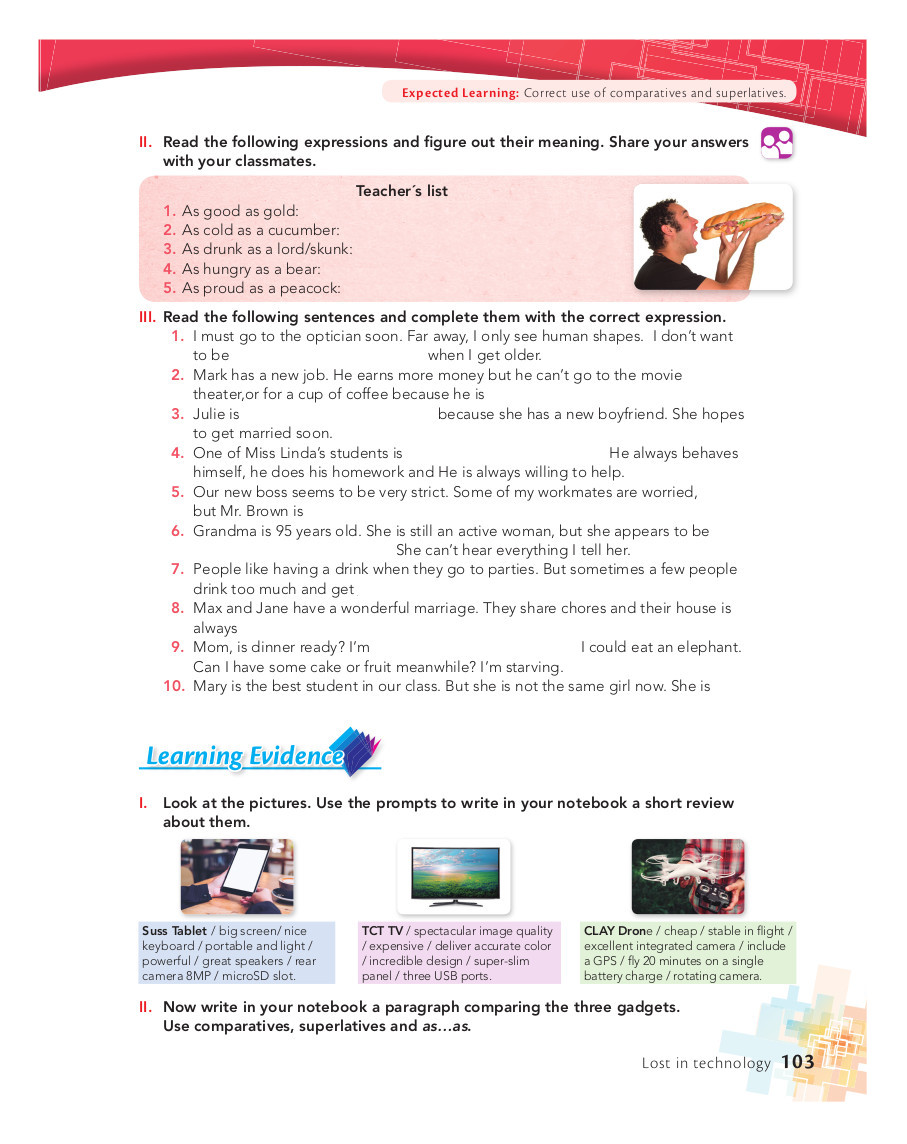 Expected Learning: Correct use of comparatives and superlatives.
II. Read the following expressions and figure out their meaning. Share your answers
with your classmates.
Teacher´s list
1. As good as gold:
2. As cold as a cucumber:
3. As drunk as a lord/skunk:
4. As hungry as a bear:
5. As proud as a peacock:
III. Read the following sentences and complete them with the correct expression.
1. I must go to the optician soon. Far away, I only see human shapes. I don't want
to be when I get older.
2. Mark has a new job. He earns more money but he can't go to the movie
theater,or for a cup of coffee because he is
3. Julie is because she has a new boyfriend. She hopes
to get married soon.
4. One of Miss Linda's students is He always behaves
himself, he does his homework and He is always willing to help.
5. Our new boss seems to be very strict. Some of my workmates are worried,
but Mr. Brown is
6. Grandma is 95 years old. She is still an active woman, but she appears to be
She can't hear everything I tell her.
7. People like having a drink when they go to parties. But sometimes a few people
drink too much and get
8. Max and Jane have a wonderful marriage. They share chores and their house is
always
9. Mom, is dinner ready? I'm I could eat an elephant.
Can I have some cake or fruit meanwhile? I'm starving.
10. Mary is the best student in our class. But she is not the same girl now. She is
Learning Evidence
I. Look at the pictures. Use the prompts to write in your notebook a short review
about them.
Suss Tablet / big screen/ nice
keyboard / portable and light /
powerful / great speakers / rear
camera 8MP / microSD slot.
TCT TV / spectacular image quality
/ expensive / deliver accurate color
/ incredible design / super-slim
panel / three USB ports.
CLAY Drone / cheap / stable in flight /
excellent integrated camera / include
a GPS / fly 20 minutes on a single
battery charge / rotating camera.
II. Now write in your notebook a paragraph comparing the three gadgets.
Use comparatives, superlatives and as...as.
Lost in technology 103